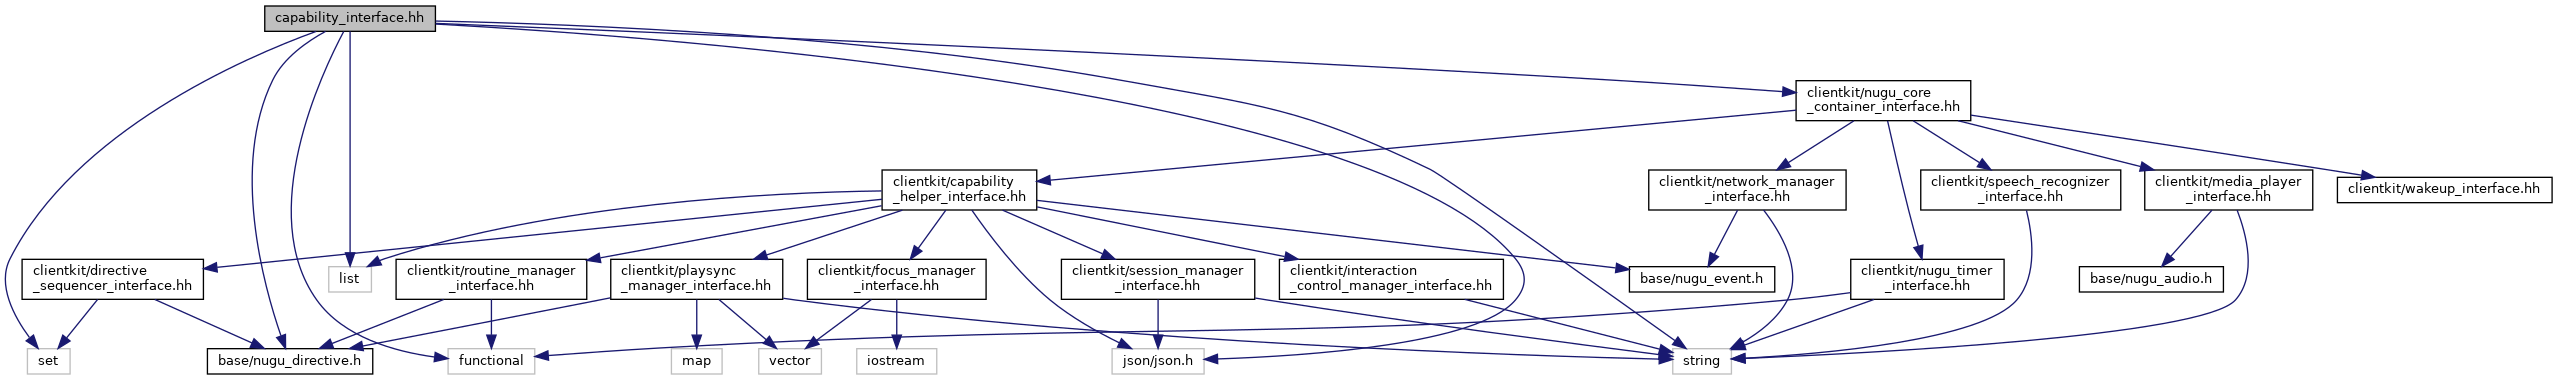 capability_interface.hh
clientkit/nugu_core
_container_interface.hh
clientkit/capability
_helper_interface.hh
clientkit/network_manager
_interface.hh
clientkit/speech_recognizer
_interface.hh
clientkit/media_player
_interface.hh
clientkit/wakeup_interface.hh
clientkit/directive
_sequencer_interface.hh
list
clientkit/routine_manager
_interface.hh
clientkit/playsync
_manager_interface.hh
clientkit/focus_manager
_interface.hh
clientkit/session_manager
_interface.hh
clientkit/interaction
_control_manager_interface.hh
base/nugu_event.h
clientkit/nugu_timer
_interface.hh
base/nugu_audio.h
set
base/nugu_directive.h
functional
map
vector
iostream
json/json.h
string